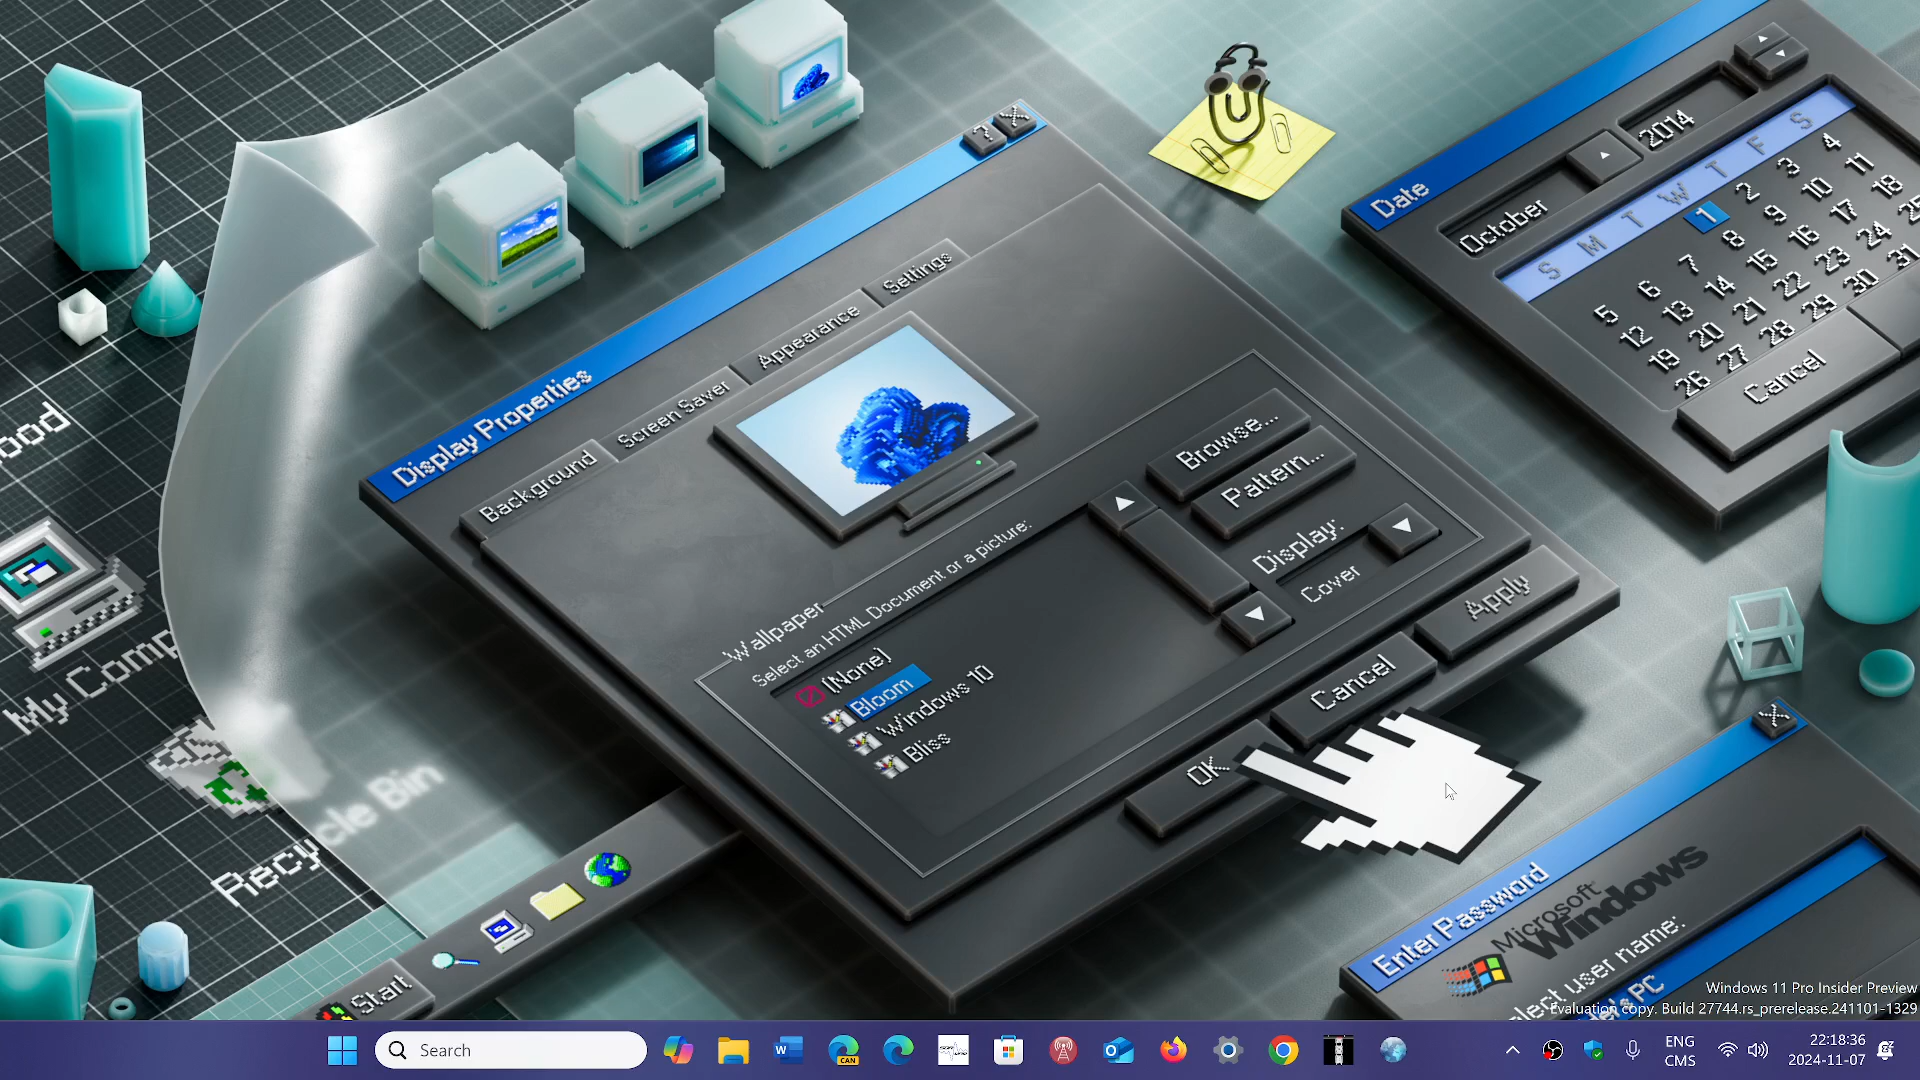 Display Properties
?
Background
Screen Saver
Appearance
Settings
Wallpaper
Select an HTML Document or a picture:
(None)
Bloom
Windows 10
Bliss
Browse...
Pattern...
Display:
Cover
OK
Cancel
Apply
Date
October
2014
S M T W T F S
1 2 3 4
5 6 7 8 9 10 11
12 13 14 15 16 17 18
19 20 21 22 23 24 25
26 27 28 29 30 31
Cancel
My Comp
Recycle Bin
Start
Enter Password
Microsoft
Windows
elect user name:
Windows 11 Pro Insider Preview
Evaluation copy. Build 27744.rs_prerelease.241101-1329
Search
W
CAN
ENG
CMS
22:18:36
2024-11-07